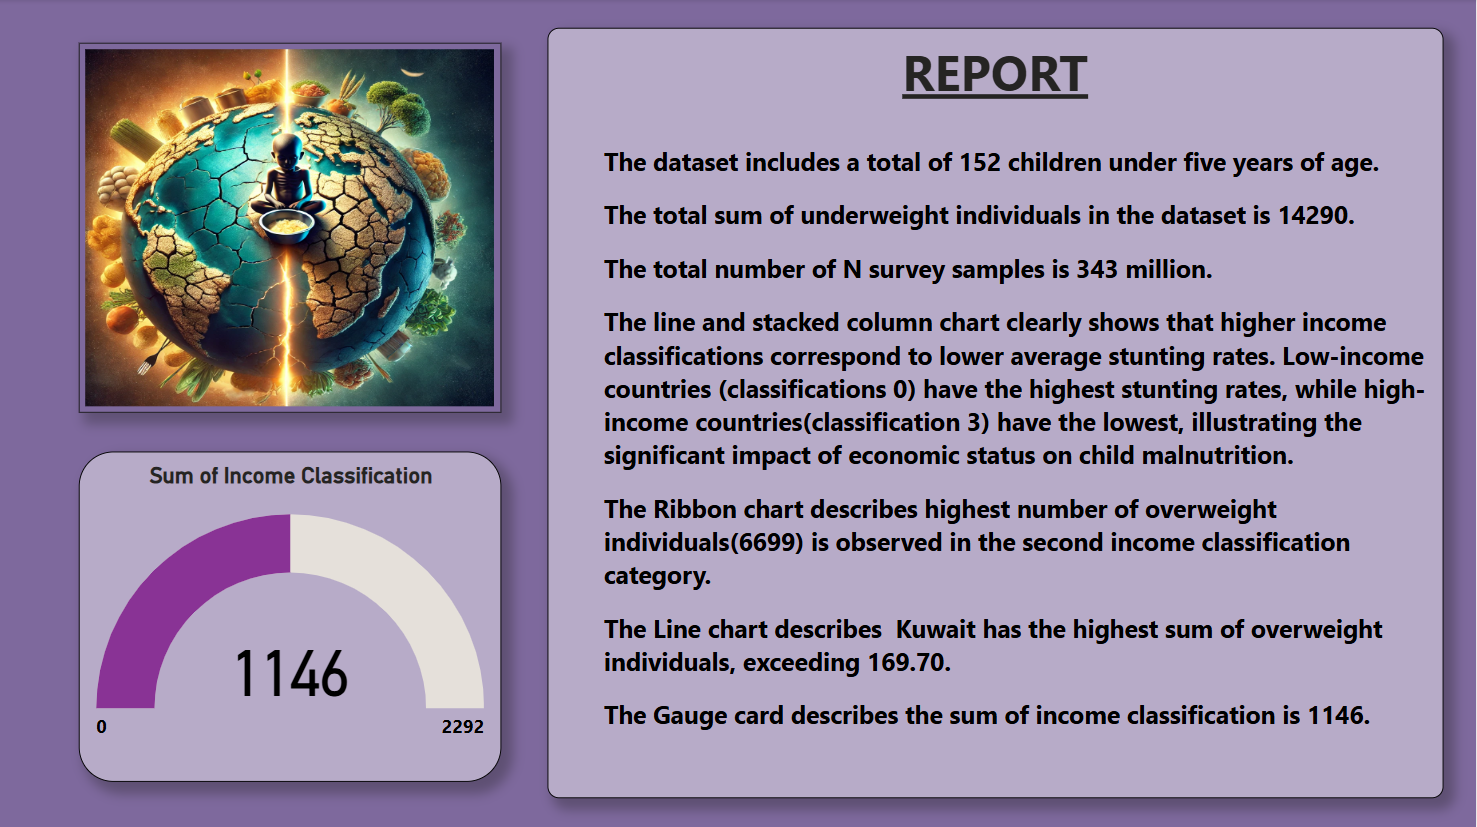 REPORT
The dataset includes a total of 152 children under five years of age.
The total sum of underweight individuals in the dataset is 14290.
The total number of N survey samples is 343 million.
The line and stacked column chart clearly shows that higher income
classifications correspond to lower average stunting rates. Low-income
countries (classifications 0) have the highest stunting rates, while high-
income countries(classification 3) have the lowest, illustrating the
significant impact of economic status on child malnutrition.
The Ribbon chart describes highest number of overweight
individuals(6699) is observed in the second income classification
category.
The Line chart describes  Kuwait has the highest sum of overweight
individuals, exceeding 169.70.
The Gauge card describes the sum of income classification is 1146.
Sum of Income Classification
1146
0
2292